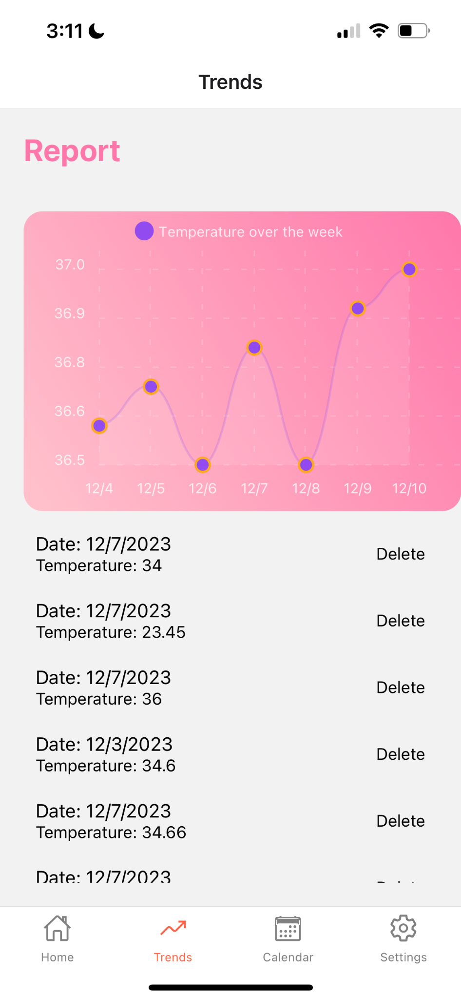 3:11
Trends
Report
Temperature over the week
37.0
36.9
36.8
36.6
36.5
12/4 12/5 12/6 12/7 12/8 12/9 12/10
Date: 12/7/2023
Temperature: 34
Delete
Date: 12/7/2023
Temperature: 23.45
Delete
Date: 12/7/2023
Temperature: 36
Delete
Date: 12/3/2023
Temperature: 34.6
Delete
Date: 12/7/2023
Temperature: 34.66
Delete
Date: 12/7/2023
Home Trends Calendar Settings